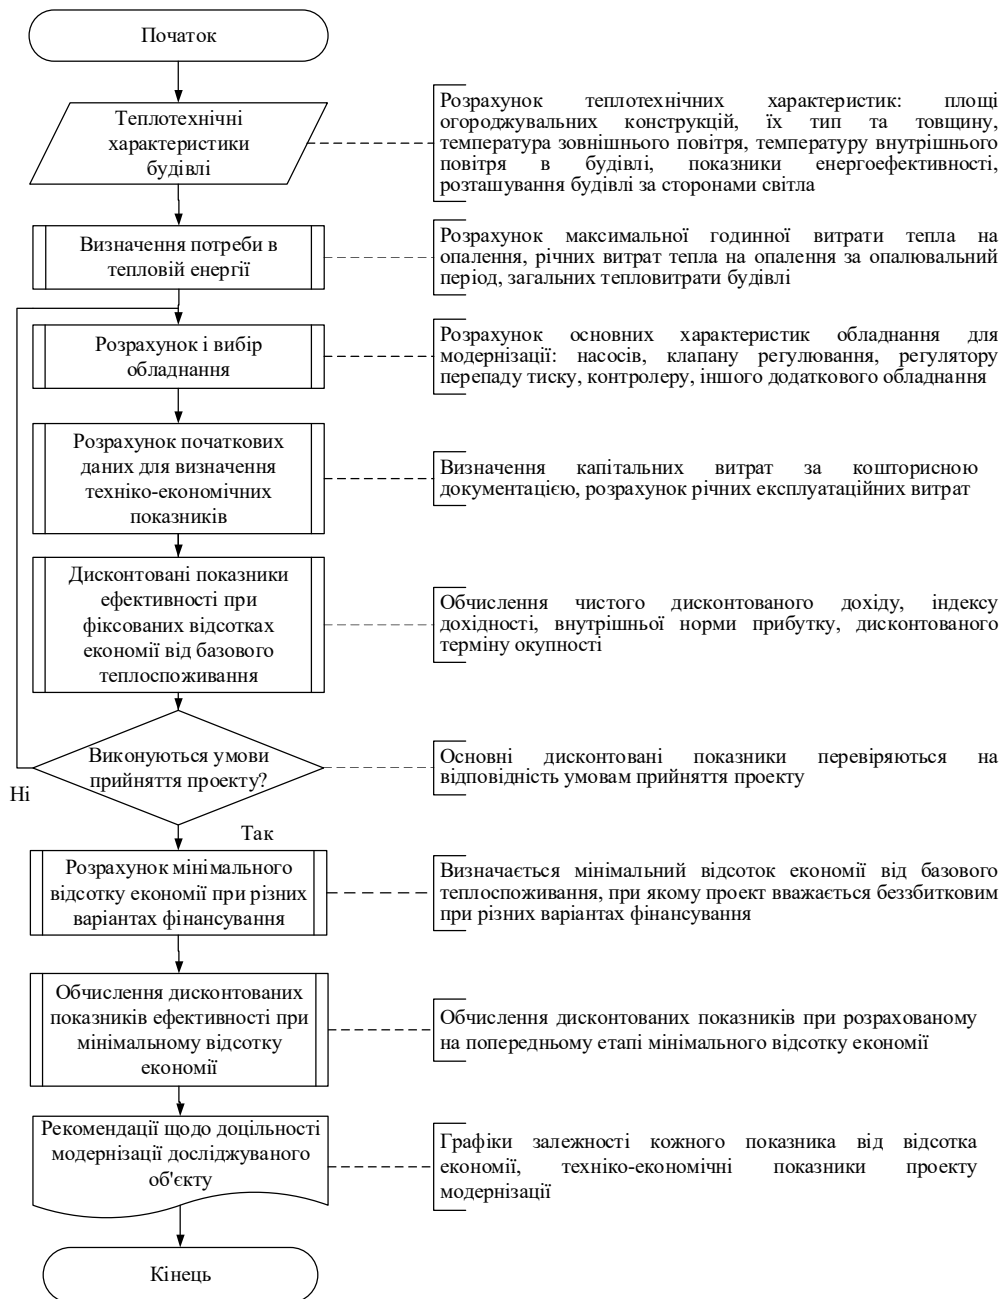 Початок
Теплотехнічні
характеристики
будівлі
Розрахунок теплотехнічних характеристик: площі
огороджувальних конструкцій, їх тип та товщину,
температура зовнішнього повітря, температуру внутрішнього
повітря в будівлі, показники енергоефективності,
розташування будівлі за сторонами світла
Визначення потреби в
тепловій енергії
Розрахунок максимальної годинної витрати тепла на
опалення, річних витрат тепла на опалення за опалювальний
період, загальних тепловитрати будівлі
Розрахунок і вибір
обладнання
Розрахунок основних характеристик обладнання для
модернізації: насосів, клапану регулювання, регулятору
перепаду тиску, контролеру, іншого додаткового обладнання
Розрахунок початкових
даних для визначення
техніко-економічних
показників
Визначення капітальних витрат за кошторисною
документацією, розрахунок річних експлуатаційних витрат
Дисконтовані показники
ефективності при
фіксованих відсотках
економії від базового
теплоспоживання
Обчислення чистого дисконтованого доходу, індексу
дохідності, внутрішньої норми прибутку, дисконтованого
терміну окупності
Виконуються умови
прийняття проекту?
Основні дисконтовані показники перевіряються на
відповідність умовам прийняття проекту
Ні
Так
Розрахунок мінімального
відсотку економії при різних
варіантах фінансування
Визначається мінімальний відсоток економії від базового
теплоспоживання, при якому проект вважається беззбитковим
при різних варіантах фінансування
Обчислення дисконтованих
показників ефективності при
мінімальному відсотку
економії
Обчислення дисконтованих показників при розрахованому
на попередньому етапі мінімального відсотку економії
Рекомендації щодо доцільності
модернізації досліджуваного
об'єкту
Графіки залежності кожного показника від відсотка
економії, техніко-економічні показники проекту
модернізації
Кінець